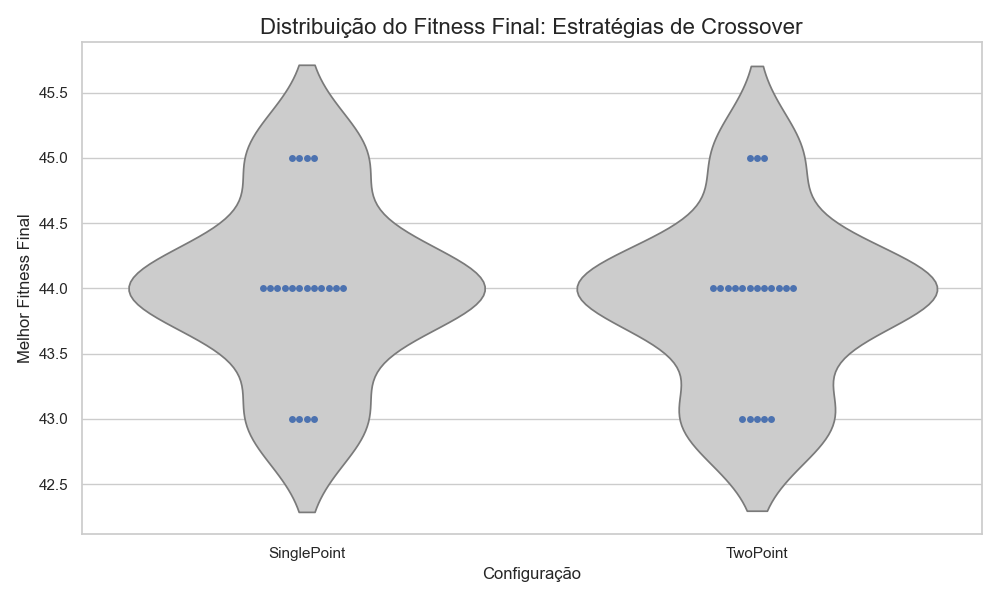 Distribuição do Fitness Final: Estratégias de Crossover
Melhor Fitness Final
45.5
45.0
44.5
44.0
43.5
43.0
42.5
SinglePoint
TwoPoint
Configuração